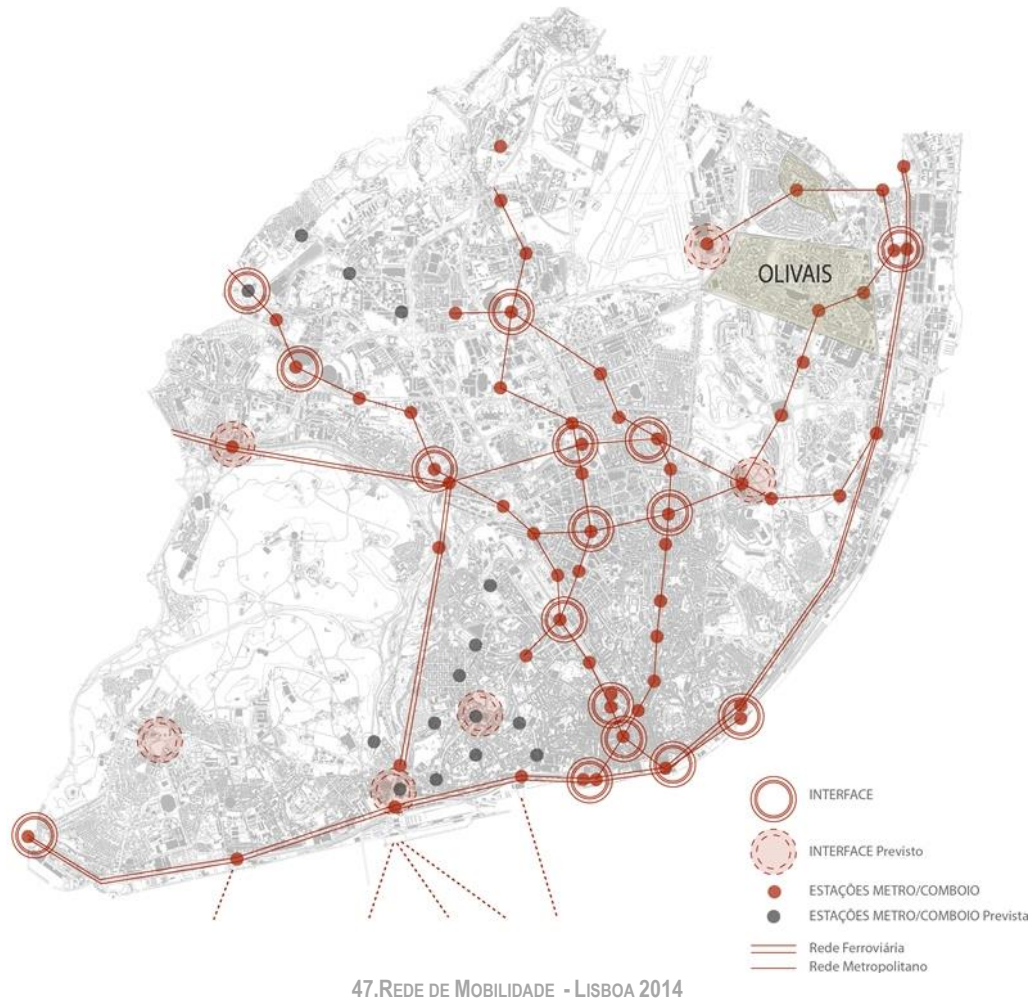 OLIVAIS
INTERFACE
INTERFACE Previsto
ESTAÇÕES METRO/COMBOIO
ESTAÇÕES METRO/COMBOIO Prevista
Rede Ferroviária
Rede Metropolitano
47.REDE DE MOBILIDADE - LISBOA 2014